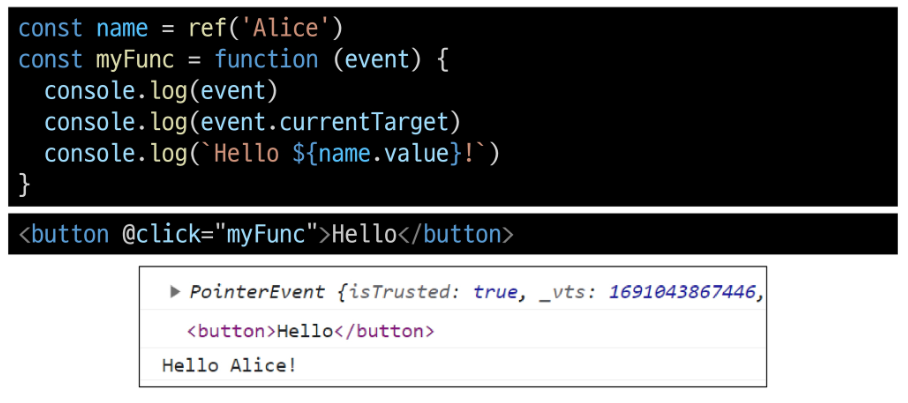 const name = ref('Alice')
const myFunc = function (event) {
  console.log(event)
  console.log(event.currentTarget)
  console.log(`Hello ${name.value}!`)
}
<button @click="myFunc">Hello</button>
▶ PointerEvent {isTrusted: true, _vts: 1691043867446,
<button>Hello</button>
Hello Alice!